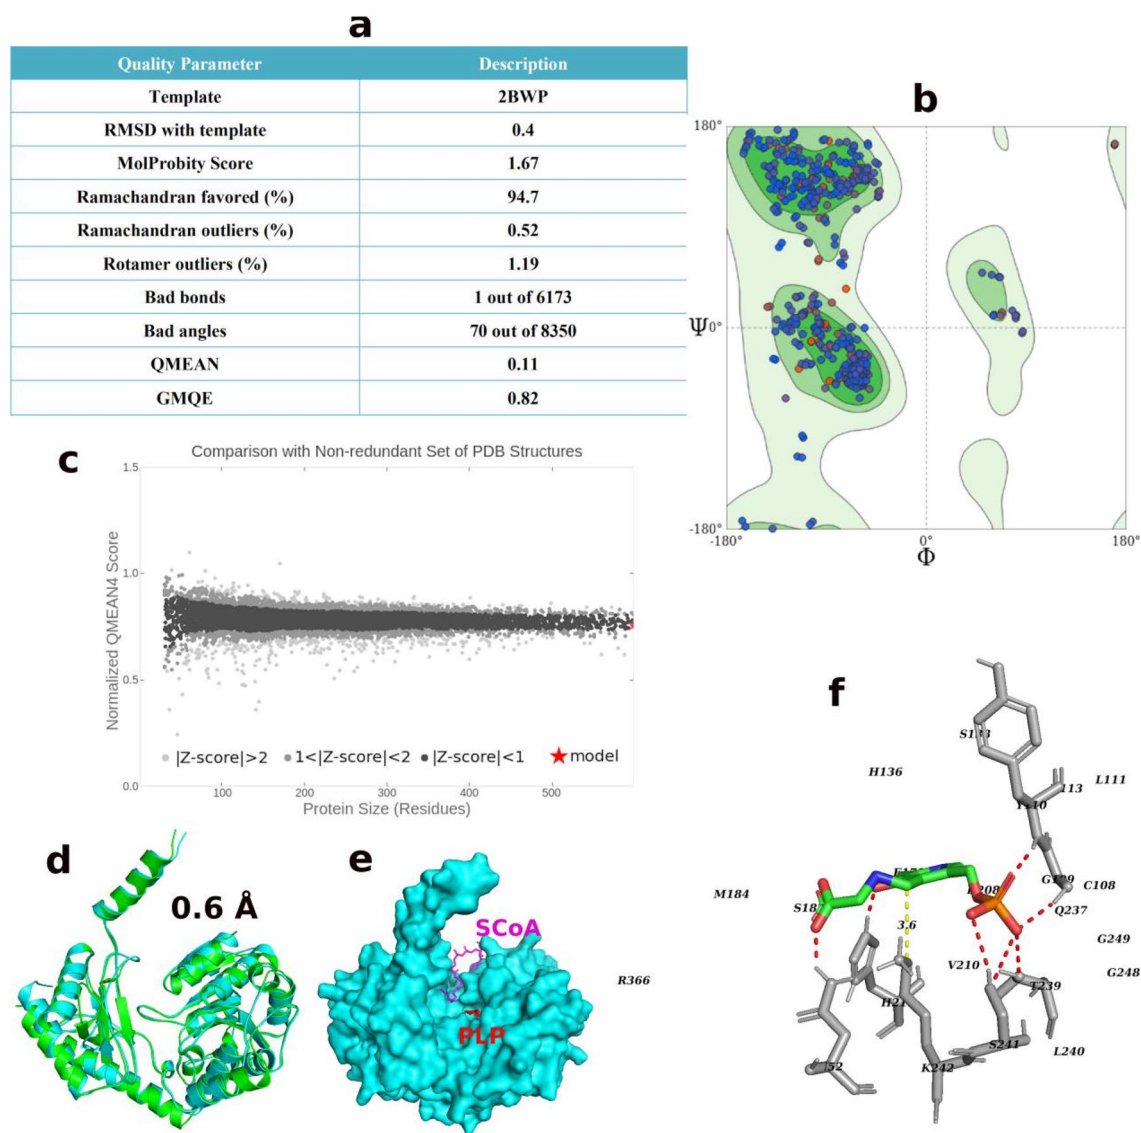 a
Quality Parameter Description
Template 2BWP
RMSD with template 0.4
MolProbity Score 1.67
Ramachandran favored (%) 94.7
Ramachandran outliers (%) 0.52
Rotamer outliers (%) 1.19
Bad bonds 1 out of 6173
Bad angles 70 out of 8350
QMEAN 0.11
GMQE 0.82
b
180°
Ψ 0°
-180°
-180° 0° 180°
Φ
c
Comparison with Non-redundant Set of PDB Structures
Normalized QMEAN4 Score
1.5
1.0
0.5
0.0
|Z-score|>2 1<|Z-score|<2 |Z-score|<1 model
100 200 300 400 500
Protein Size (Residues)
d
0.6 Å
e
SCoA
PLP
f
H136
L111
M184
C108
Q237
3.6
V210
G249
G248
R366
T239
S241
L240
K242